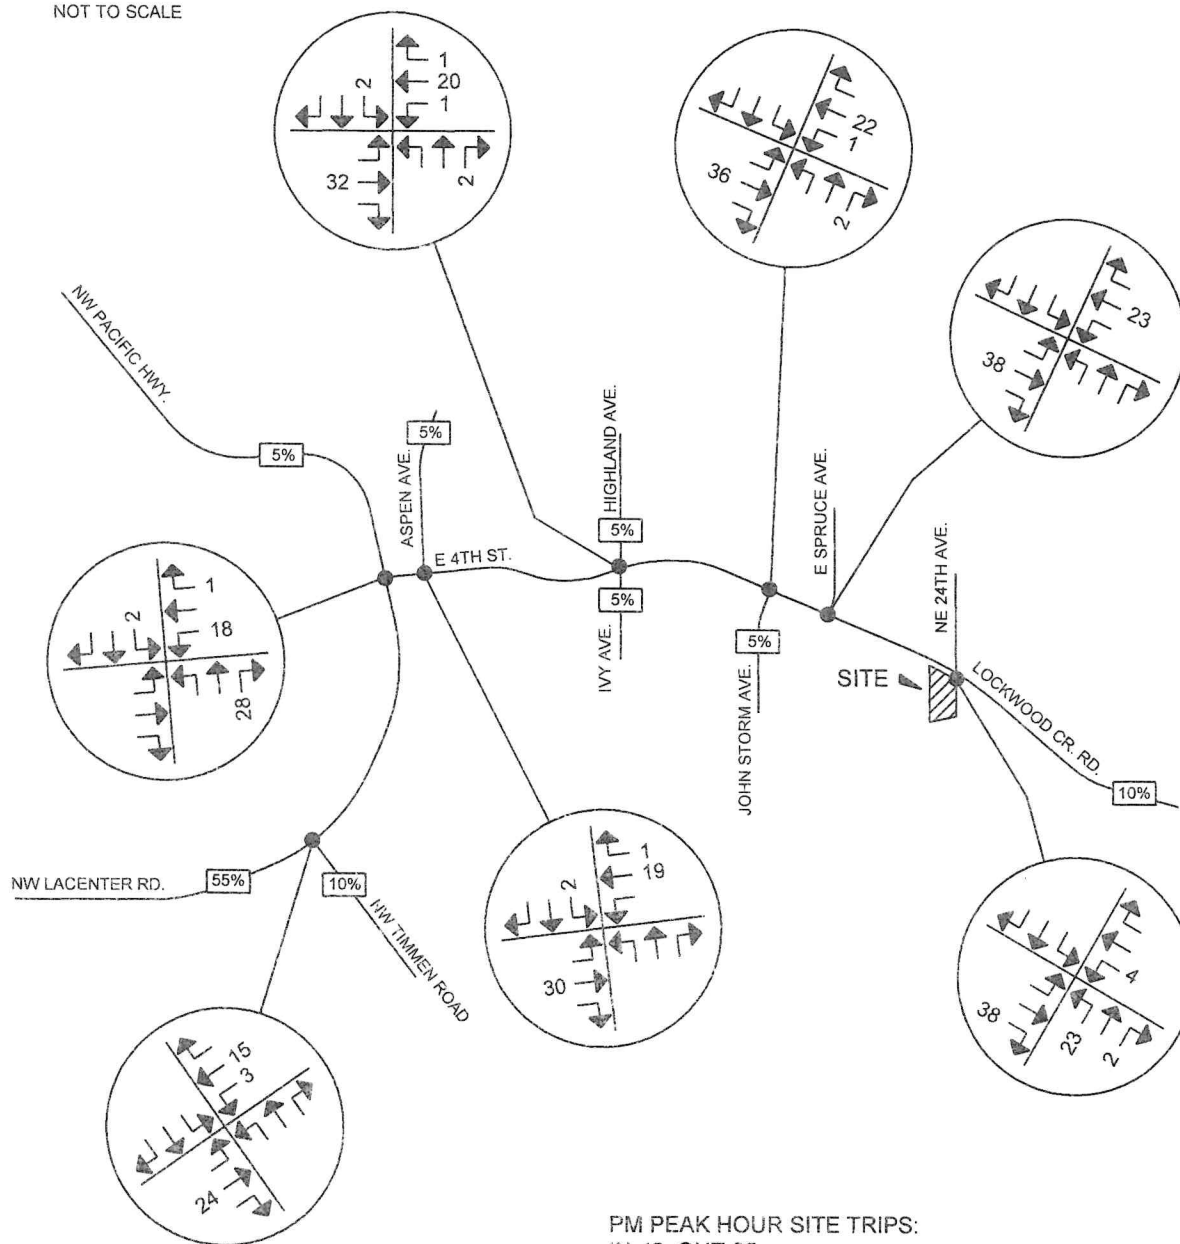 NOT TO SCALE
1
20
1
2
32
2
22
1
36
2
23
38
NW PACIFIC HWY.
5%
5%
ASPEN AVE.
E 4TH ST.
HIGHLAND AVE.
5%
5%
IVY AVE.
E SPRUCE AVE.
5%
JOHN STORM AVE.
NE 24TH AVE.
SITE
LOCKWOOD CR. RD.
10%
1
2
18
28
NW LACENTER RD.
55%
10%
NW TIMMEN ROAD
1
19
2
30
4
38
23
2
15
3
24
PM PEAK HOUR SITE TRIPS: